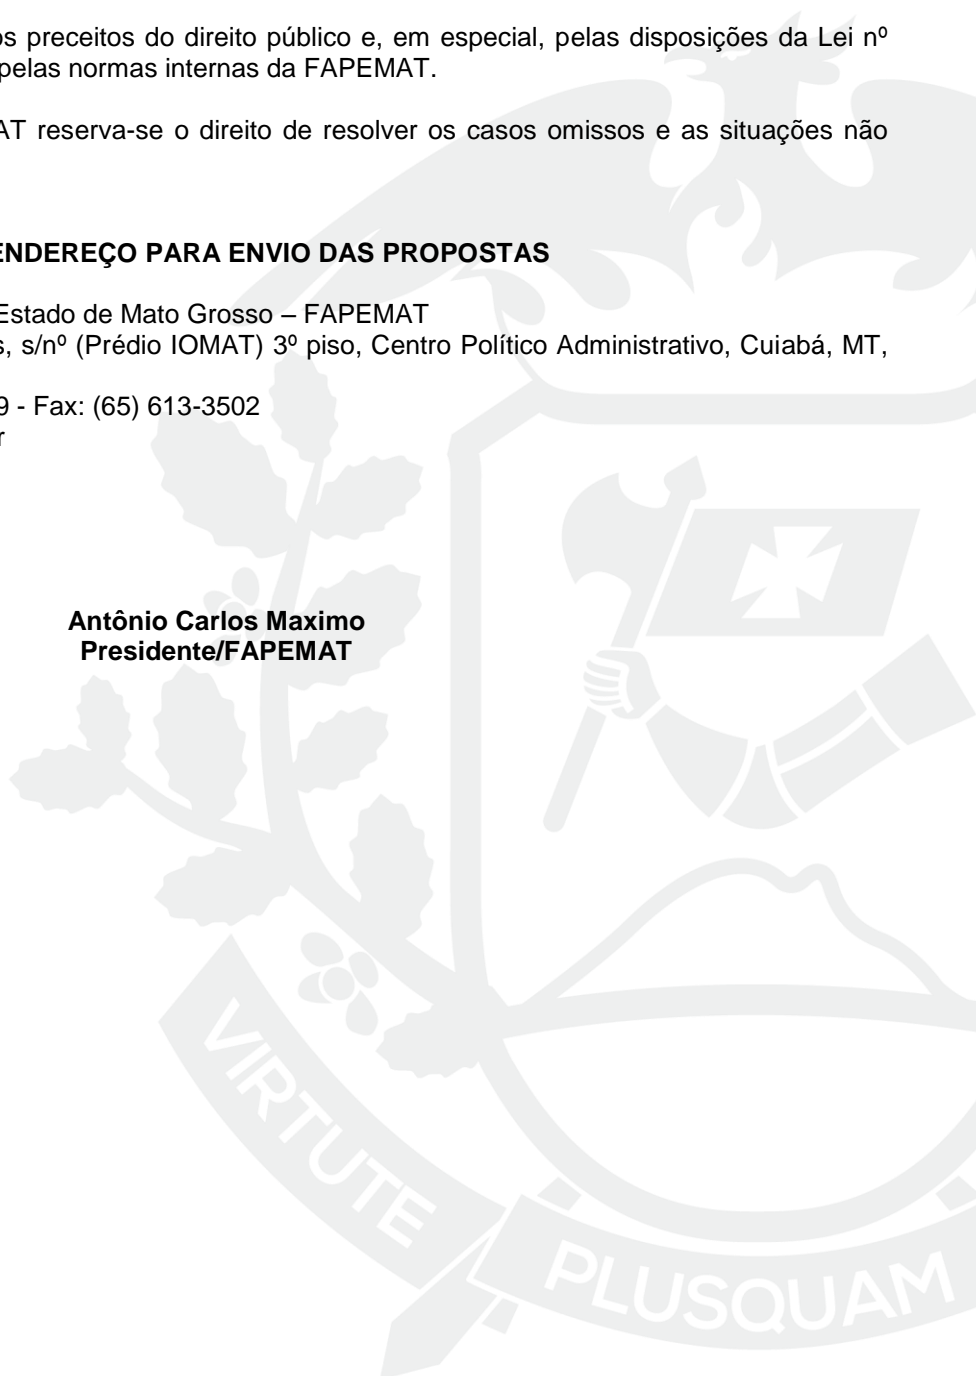 os preceitos do direito público e, em especial, pelas disposições da Lei nº
pelas normas internas da FAPEMAT.
AT reserva-se o direito de resolver os casos omissos e as situações não
ENDEREÇO PARA ENVIO DAS PROPOSTAS
Estado de Mato Grosso – FAPEMAT
s, s/nº (Prédio IOMAT) 3º piso, Centro Político Administrativo, Cuiabá, MT,
9 - Fax: (65) 613-3502
r
Antônio Carlos Maximo
Presidente/FAPEMAT
VIRTUTE
PLUSQUAM